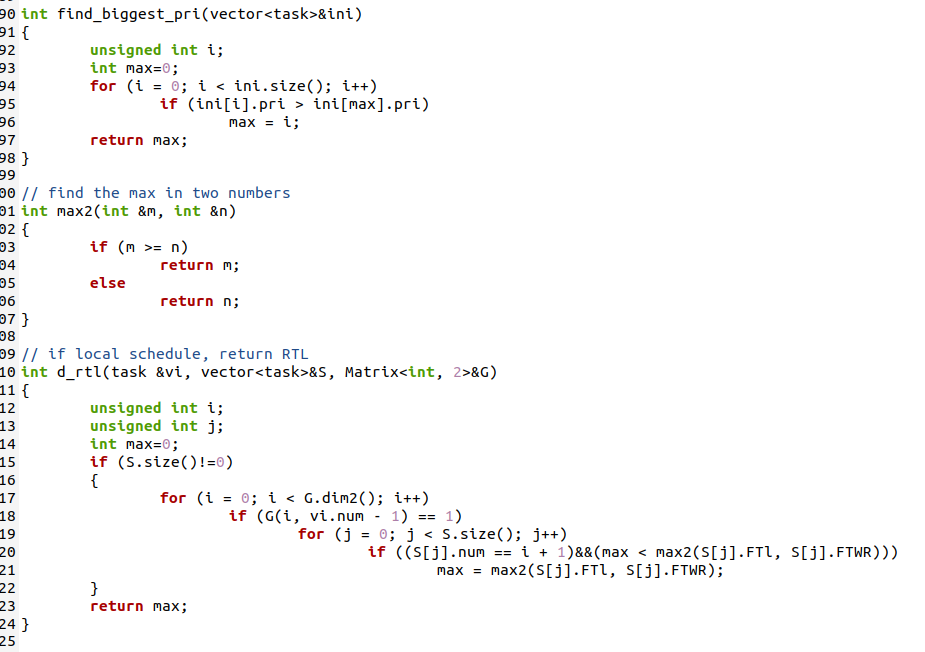 90 int find_biggest_pri(vector<task>&ini)
91 {
92         unsigned int i;
93         int max=0;
94         for (i = 0; i < ini.size(); i++)
95                 if (ini[i].pri > ini[max].pri)
96                         max = i;
97         return max;
98 }
99
00 // find the max in two numbers
01 int max2(int &m, int &n)
02 {
03         if (m >= n)
04                 return m;
05         else
06                 return n;
07 }
08
09 // if local schedule, return RTL
10 int d_rtl(task &vi, vector<task>&S, Matrix<int, 2>&G)
11 {
12         unsigned int i;
13         unsigned int j;
14         int max=0;
15         if (S.size()!=0)
16         {
17                 for (i = 0; i < G.dim2(); i++)
18                         if (G(i, vi.num - 1) == 1)
19                                 for (j = 0; j < S.size(); j++)
20                                         if ((S[j].num == i + 1)&&(max < max2(S[j].FTl, S[j].FTWR)))
21                                                 max = max2(S[j].FTl, S[j].FTWR);
22         }
23         return max;
24 }
25